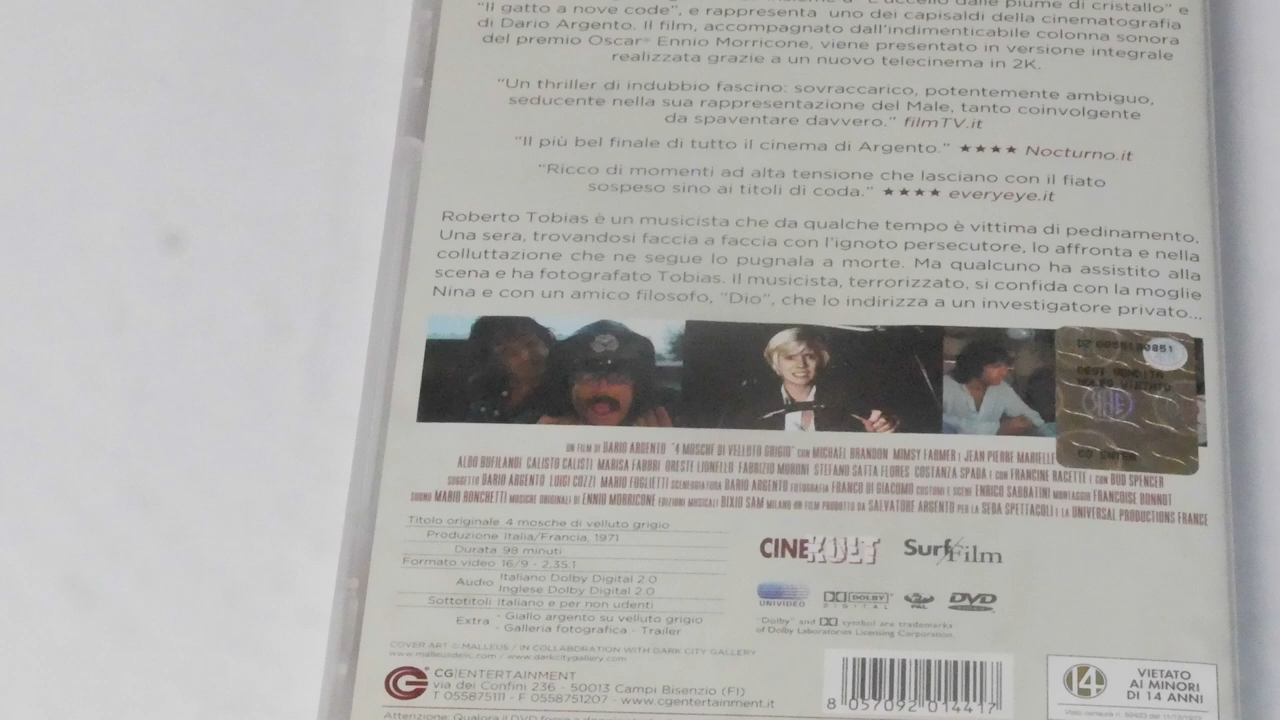 "L'uccello dalle piume di cristallo" e
"Il gatto a nove code", e rappresenta uno dei capisaldi della cinematografia
di Dario Argento. Il film, accompagnato dall'indimenticabile colonna sonora
del premio Oscar® Ennio Morricone, viene presentato in versione integrale
realizzata grazie a un nuovo telecinema in 2K.
"Un thriller di indubbio fascino: sovraccarico, potentemente ambiguo,
seducente nella sua rappresentazione del Male, tanto coinvolgente
da spaventare davvero." filmTV.it
"Il più bel finale di tutto il cinema di Argento." ★★★★ Nocturno.it
"Ricco di momenti ad alta tensione che lasciano con il fiato
sospeso sino ai titoli di coda." ★★★★ everyeye.it
Roberto Tobias è un musicista che da qualche tempo è vittima di pedinamento.
Una sera, trovandosi faccia a faccia con l'ignoto persecutore, lo affronta e nella
colluttazione che ne segue lo pugnala a morte. Ma qualcuno ha assistito alla
scena e ha fotografato Tobias. Il musicista, terrorizzato, si confida con la moglie
Nina e con un amico filosofo, "Dio", che lo indirizza a un investigatore privato...
UN FILM DI DARIO ARGENTO "4 MOSCHE DI VELLUTO GRIGIO" CON MICHAEL BRANDON MIMSY FARMER E JEAN PIERRE MARIELLE
ALDO BUFILANDI CALISTO CALISTI MARISA FABBRI ORESTE LIONELLO FABRIZIO MORONI STEFANO SATTA FLORES COSTANZA SPADA E CON FRANCINE RACETTE E CON BUD SPENCER
SOGGETTO DARIO ARGENTO LUIGI COZZI MARIO FOGLIETTI SCENEGGIATURA DARIO ARGENTO FOTOGRAFIA FRANCO DI GIACOMO COSTUMI E SCENE ENRICO SABBATINI MONTAGGIO FRANCOISE BONNOT
SUONO MARIO RONCHETTI MUSICHE ORIGINALI DI ENNIO MORRICONE EDIZIONI MUSICALI BIXIO SAM MILANO UN FILM PRODOTTO DA SALVATORE ARGENTO PER LA SEDA SPETTACOLI E LA UNIVERSAL PRODUCTIONS FRANCE
Titolo originale 4 mosche di velluto grigio
Produzione Italia/Francia, 1971
Durata 98 minuti
Formato video 16/9 - 2,35:1
Audio Italiano Dolby Digital 2.0
Inglese Dolby Digital 2.0
Sottotitoli Italiano e per non udenti
Extra - Giallo argento su velluto grigio
- Galleria fotografica - Trailer
CINEKULT Surf Film
UNIVIDEO DOLBY DIGITAL PAL DVD
"Dolby" and symbol are trademarks
of Dolby Laboratories Licensing Corporation.
COVER ART © MALLEUS / IN COLLABORATION WITH DARK CITY GALLERY
www.malleusdelic.com / www.darkcitygallery.com
CG ENTERTAINMENT
via dei Confini 236 - 50013 Campi Bisenzio (FI)
T 055875111 - F 0558751207 - www.cgentertainment.it
8 057092 014417
14 VIETATO
AI MINORI
DI 14 ANNI